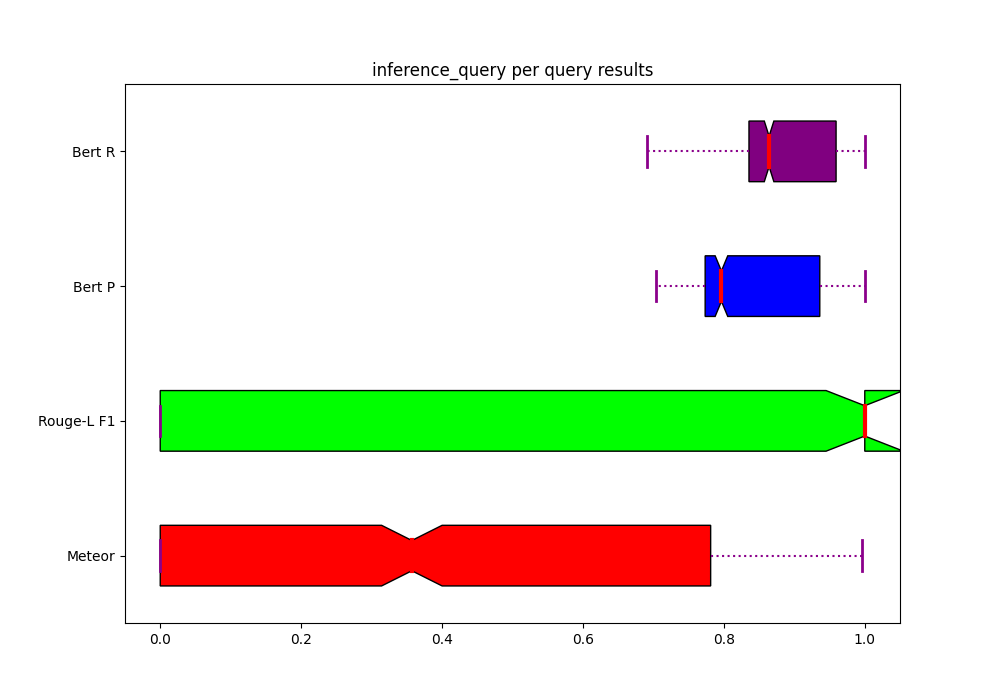 inference_query per query results
Bert R
Bert P
Rouge-L F1
Meteor
0.0 0.2 0.4 0.6 0.8 1.0